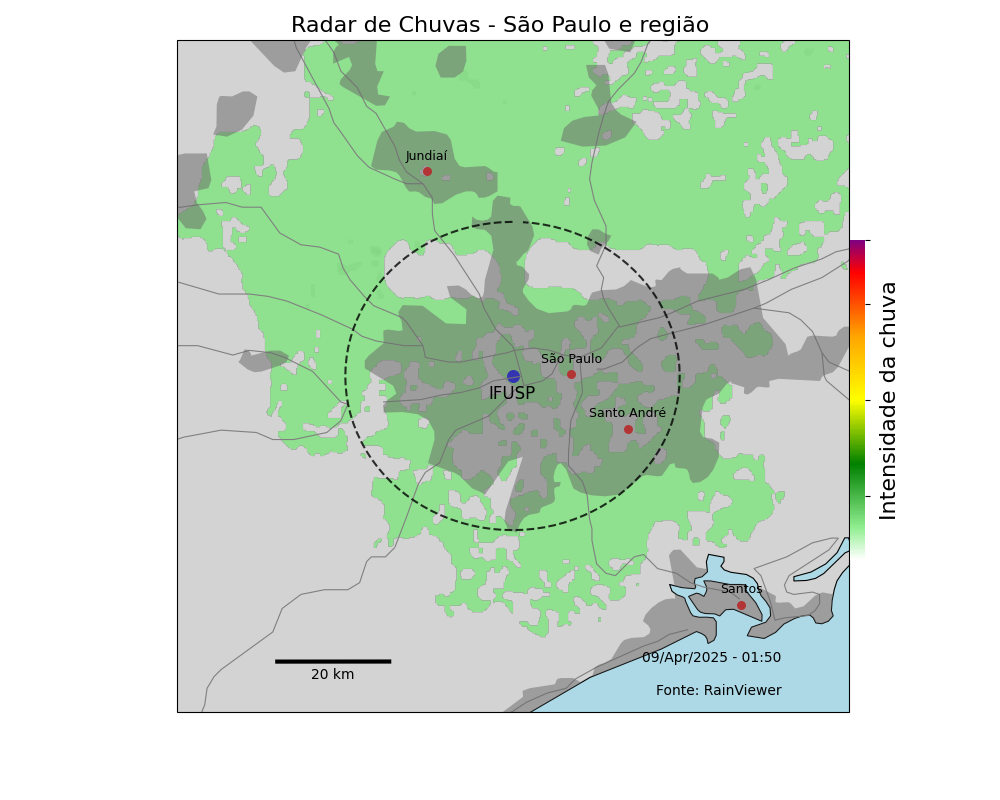 Radar de Chuvas - São Paulo e região
Jundiaí
São Paulo
IFUSP
Santo André
Santos
20 km
09/Apr/2025 - 01:50
Fonte: RainViewer
Intensidade da chuva